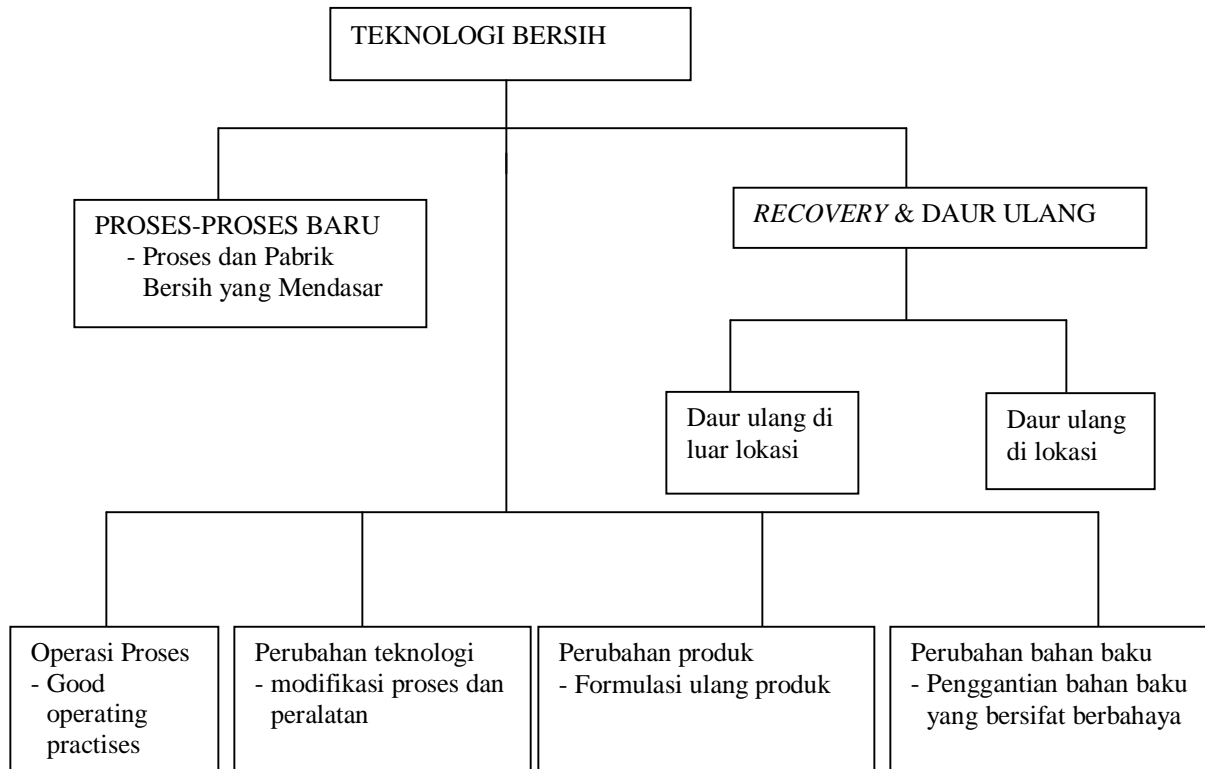 TEKNOLOGI BERSIH
PROSES-PROSES BARU
- Proses dan Pabrik
Bersih yang Mendasar
RECOVERY & DAUR ULANG
Daur ulang di
luar lokasi
Daur ulang
di lokasi
Operasi Proses
- Good
operating
practises
Perubahan teknologi
- modifikasi proses dan
peralatan
Perubahan produk
- Formulasi ulang produk
Perubahan bahan baku
- Penggantian bahan baku
yang bersifat berbahaya